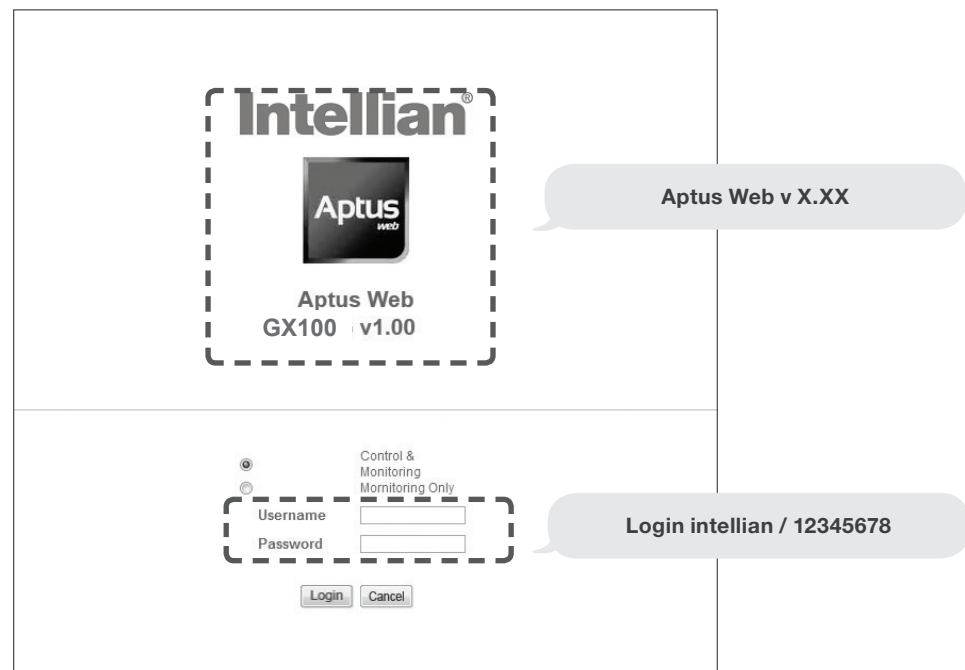 Intellian®
Aptus
web
Aptus Web
GX100 v1.00
Aptus Web v X.XX
Control &
Monitoring
Mornitoring Only
Username
Password
Login intellian / 12345678
Login Cancel